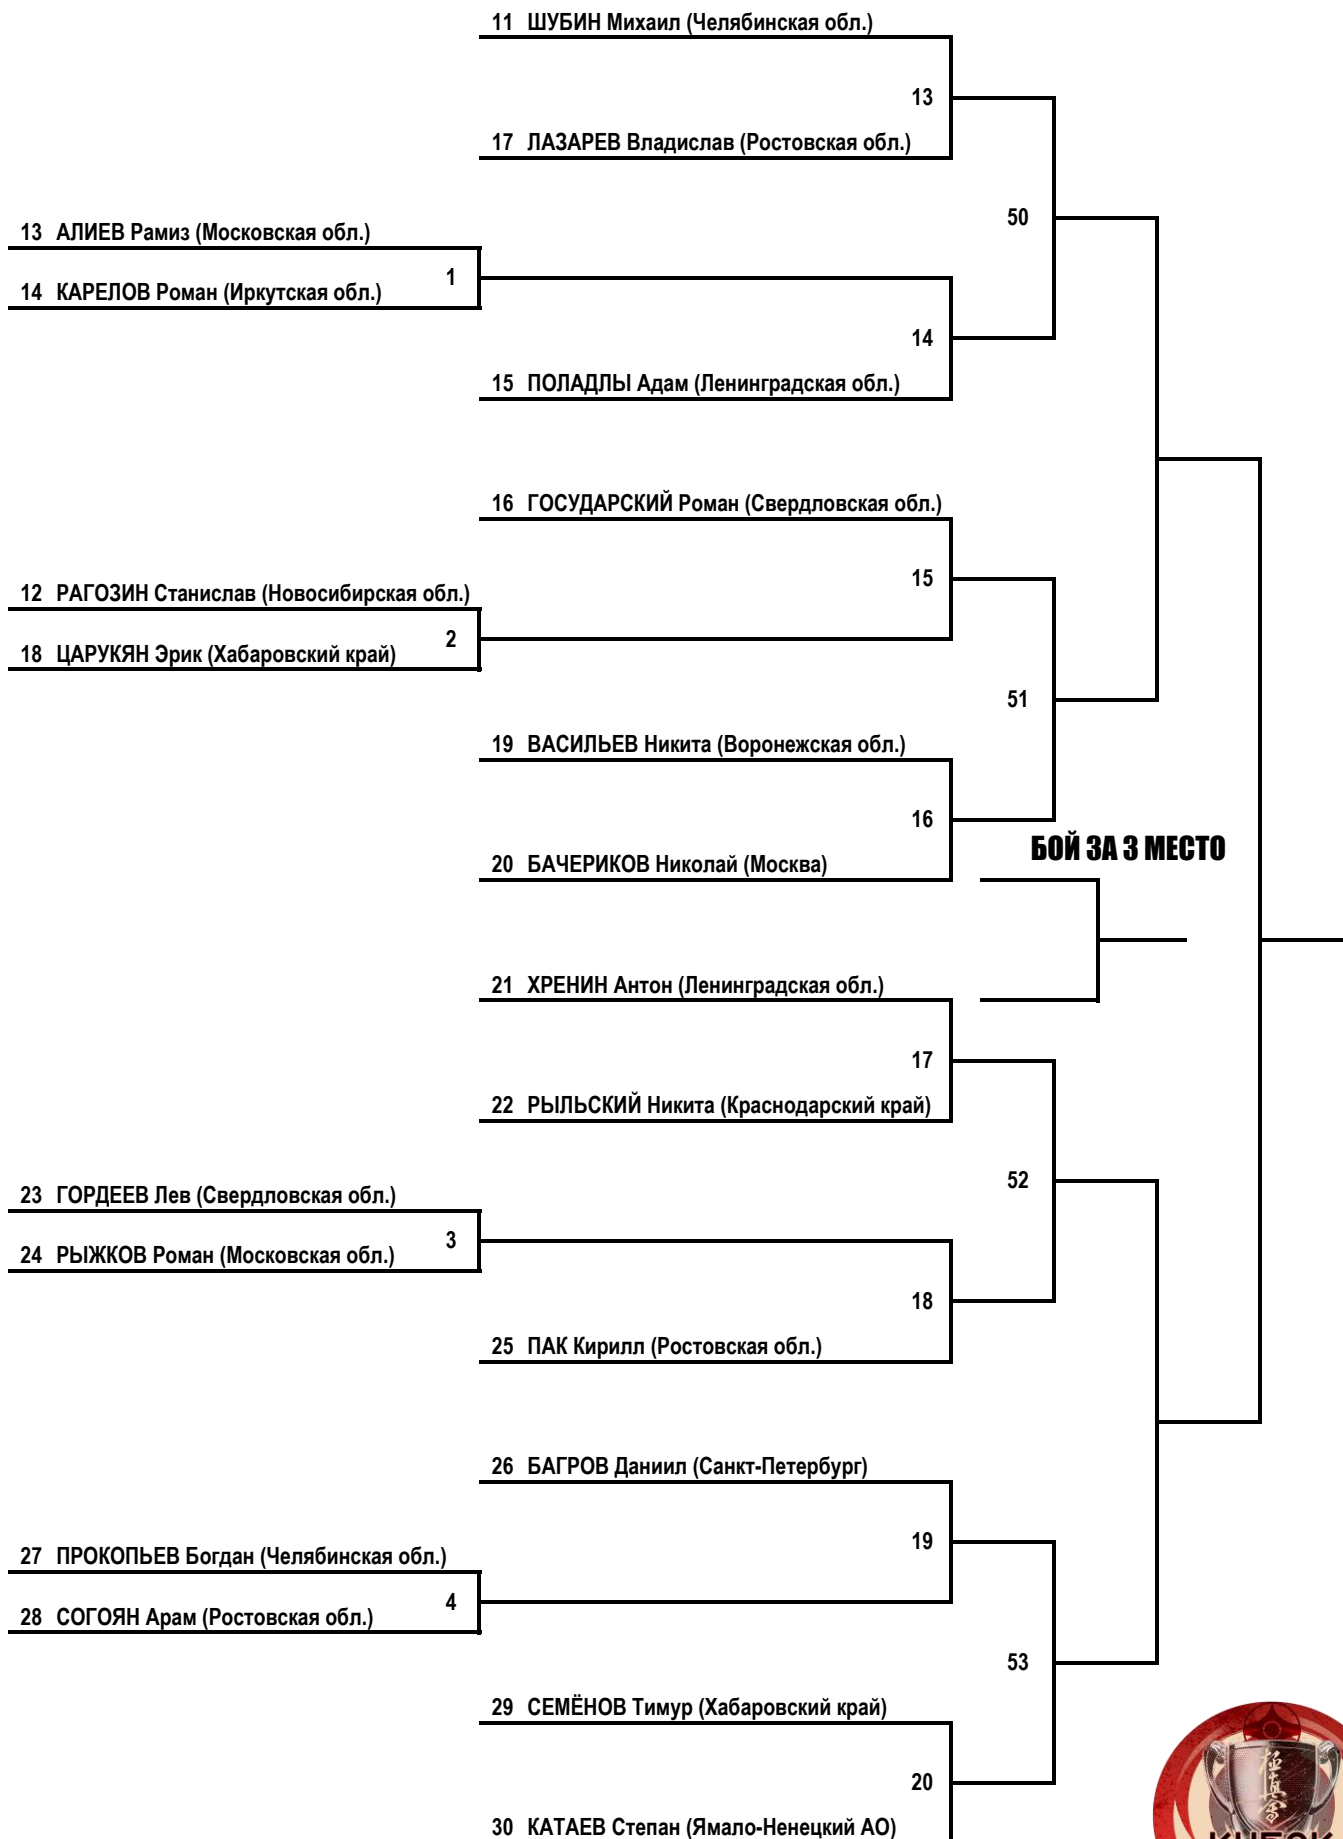 11 ШУБИН Михаил (Челябинская обл.)
13
17 ЛАЗАРЕВ Владислав (Ростовская обл.)
50
13 АЛИЕВ Рамиз (Московская обл.)
1
14 КАРЕЛОВ Роман (Иркутская обл.)
14
15 ПОЛАДЛЫ Адам (Ленинградская обл.)
16 ГОСУДАРСКИЙ Роман (Свердловская обл.)
15
12 РАГОЗИН Станислав (Новосибирская обл.)
2
18 ЦАРУКЯН Эрик (Хабаровский край)
51
19 ВАСИЛЬЕВ Никита (Воронежская обл.)
16
БОЙ ЗА 3 МЕСТО
20 БАЧЕРИКОВ Николай (Москва)
21 ХРЕНИН Антон (Ленинградская обл.)
17
22 РЫЛЬСКИЙ Никита (Краснодарский край)
52
23 ГОРДЕЕВ Лев (Свердловская обл.)
3
24 РЫЖКОВ Роман (Московская обл.)
18
25 ПАК Кирилл (Ростовская обл.)
26 БАГРОВ Даниил (Санкт-Петербург)
19
27 ПРОКОПЬЕВ Богдан (Челябинская обл.)
4
28 СОГОЯН Арам (Ростовская обл.)
53
29 СЕМЁНОВ Тимур (Хабаровский край)
20
極真会
30 КАТАЕВ Степан (Ямало-Ненецкий АО)